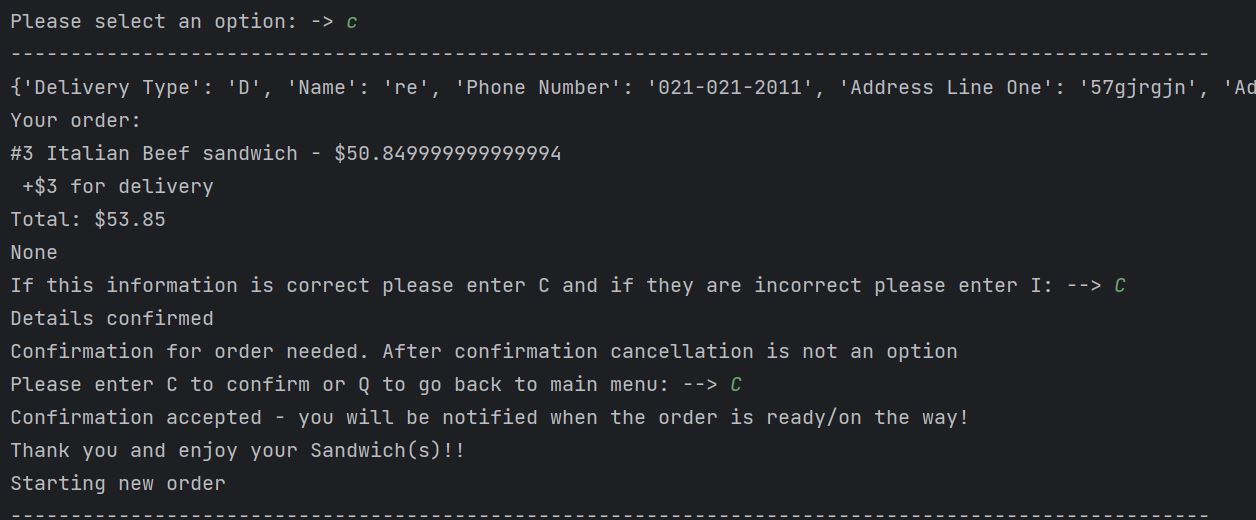 Please select an option: -> c
----------------------------------------------------------------------------------------------------
{'Delivery Type': 'D', 'Name': 're', 'Phone Number': '021-021-2011', 'Address Line One': '57gjrgjn', 'Ad
Your order:
#3 Italian Beef sandwich - $50.849999999999994
 +$3 for delivery
Total: $53.85
None
If this information is correct please enter C and if they are incorrect please enter I: --> C
Details confirmed
Confirmation for order needed. After confirmation cancellation is not an option
Please enter C to confirm or Q to go back to main menu: --> C
Confirmation accepted - you will be notified when the order is ready/on the way!
Thank you and enjoy your Sandwich(s)!!
Starting new order
----------------------------------------------------------------------------------------------------